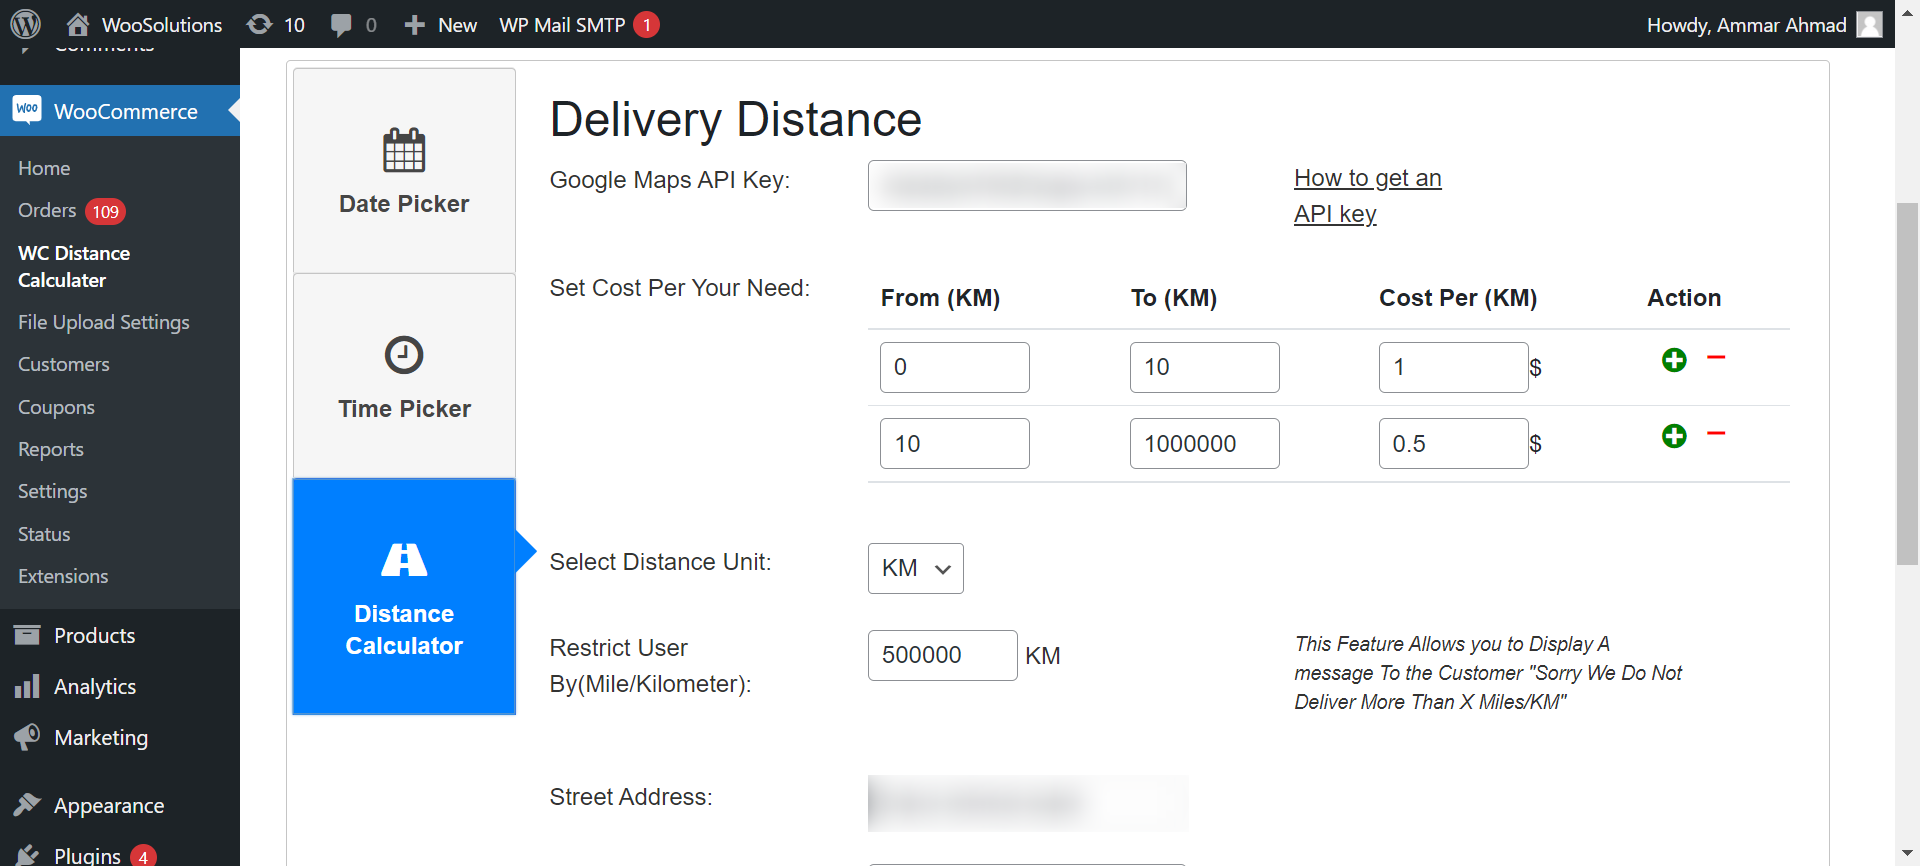 WooSolutions 10 0 New WP Mail SMTP 1 Howdy, Ammar Ahmad
Comments
WooCommerce
Home
Orders 109
WC Distance
Calculater
File Upload Settings
Customers
Coupons
Reports
Settings
Status
Extensions
Products
Analytics
Marketing
Appearance
Plugins 4
Date Picker
Time Picker
Distance
Calculator
Delivery Distance
Google Maps API Key:
How to get an
API key
Set Cost Per Your Need:
From (KM) To (KM) Cost Per (KM) Action
0 10 1 $
10 1000000 0.5 $
Select Distance Unit: KM
Restrict User
By(Mile/Kilometer):
500000 KM
This Feature Allows you to Display A
message To the Customer "Sorry We Do Not
Deliver More Than X Miles/KM"
Street Address: